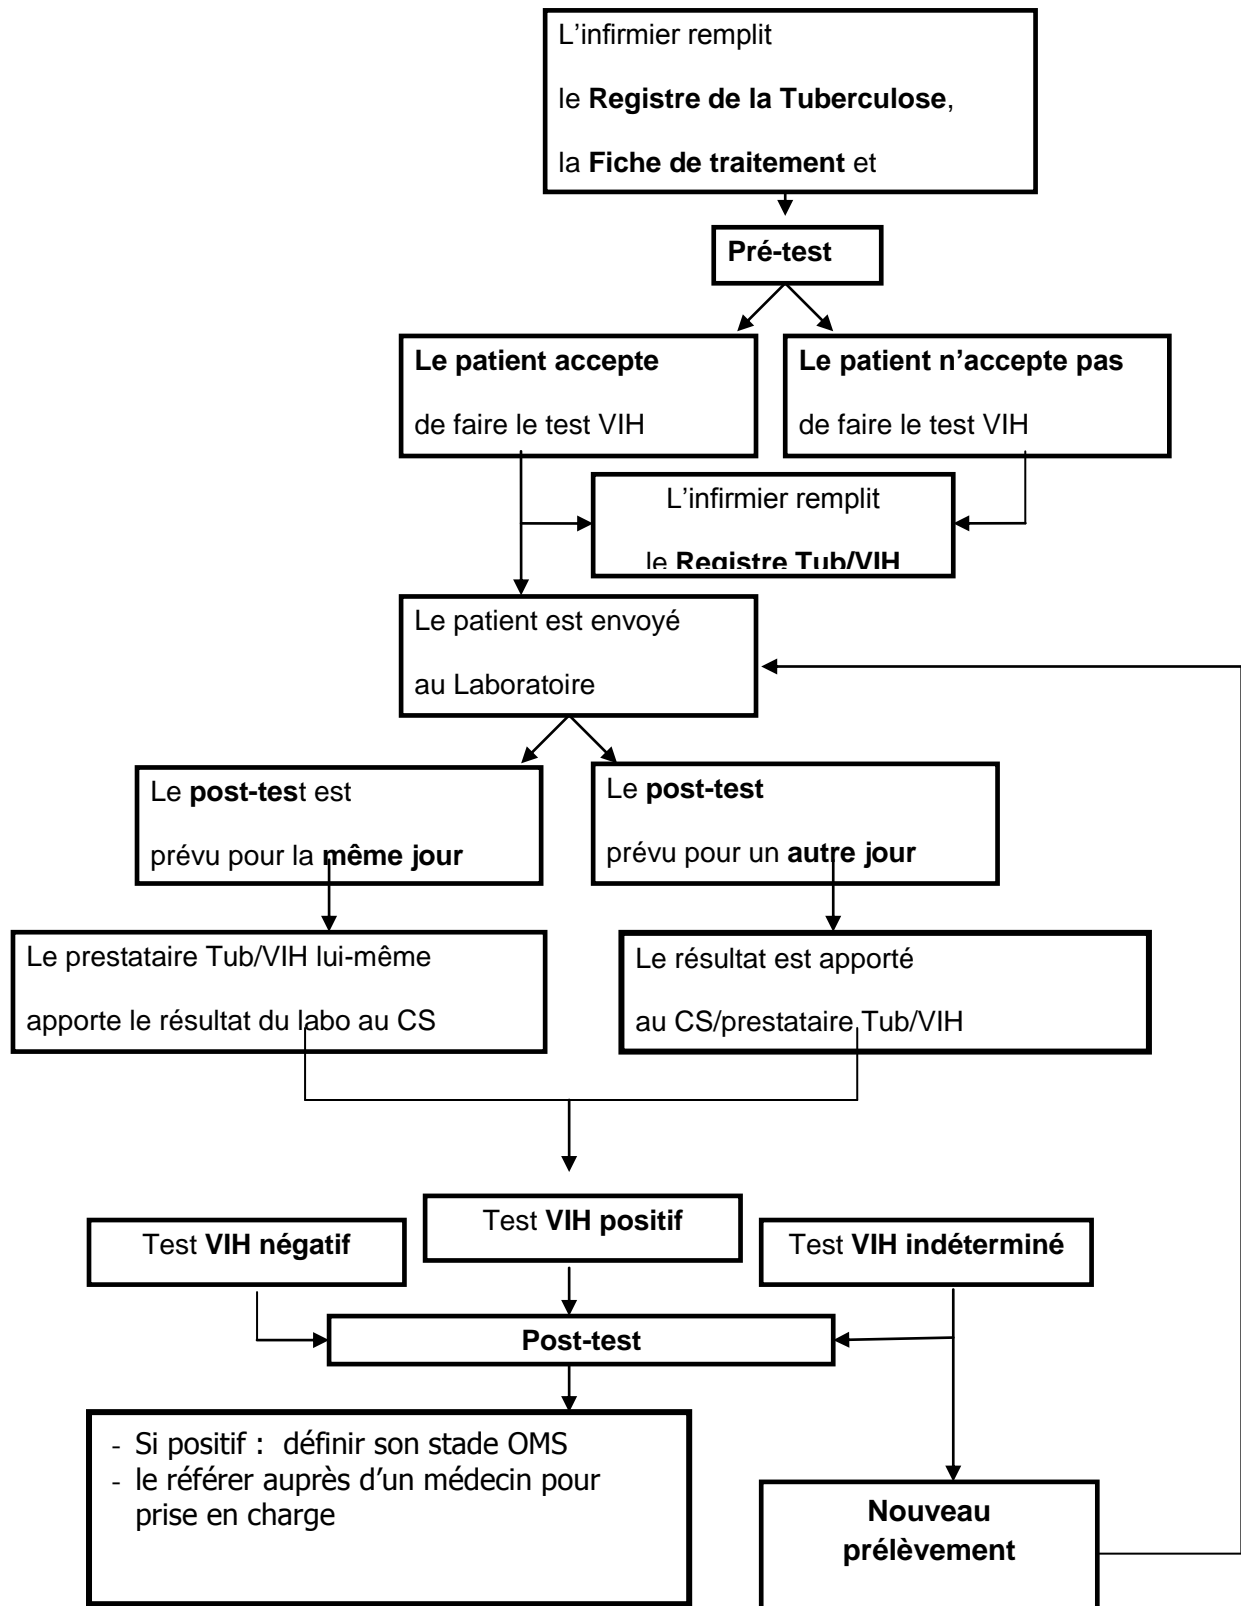 L'infirmier remplit
le Registre de la Tuberculose,
la Fiche de traitement et
Pré-test
Le patient accepte
de faire le test VIH
Le patient n'accepte pas
de faire le test VIH
L'infirmier remplit
le Registre Tub/VIH
Le patient est envoyé
au Laboratoire
Le post-test est
prévu pour la même jour
Le post-test
prévu pour un autre jour
Le prestataire Tub/VIH lui-même
apporte le résultat du labo au CS
Le résultat est apporté
au CS/prestataire Tub/VIH
Test VIH négatif
Test VIH positif
Test VIH indéterminé
Post-test
- Si positif : définir son stade OMS
- le référer auprès d'un médecin pour
prise en charge
Nouveau
prélèvement